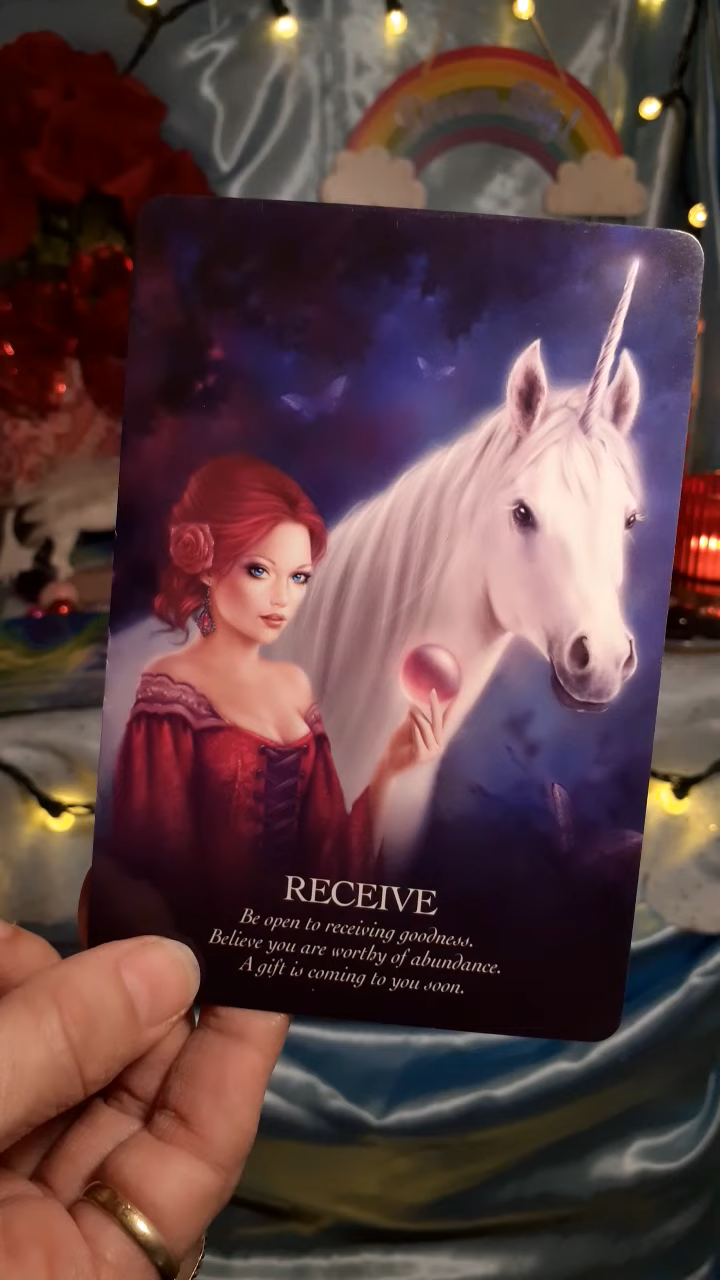 RECEIVE
Be open to receiving goodness.
Believe you are worthy of abundance.
A gift is coming to you soon.